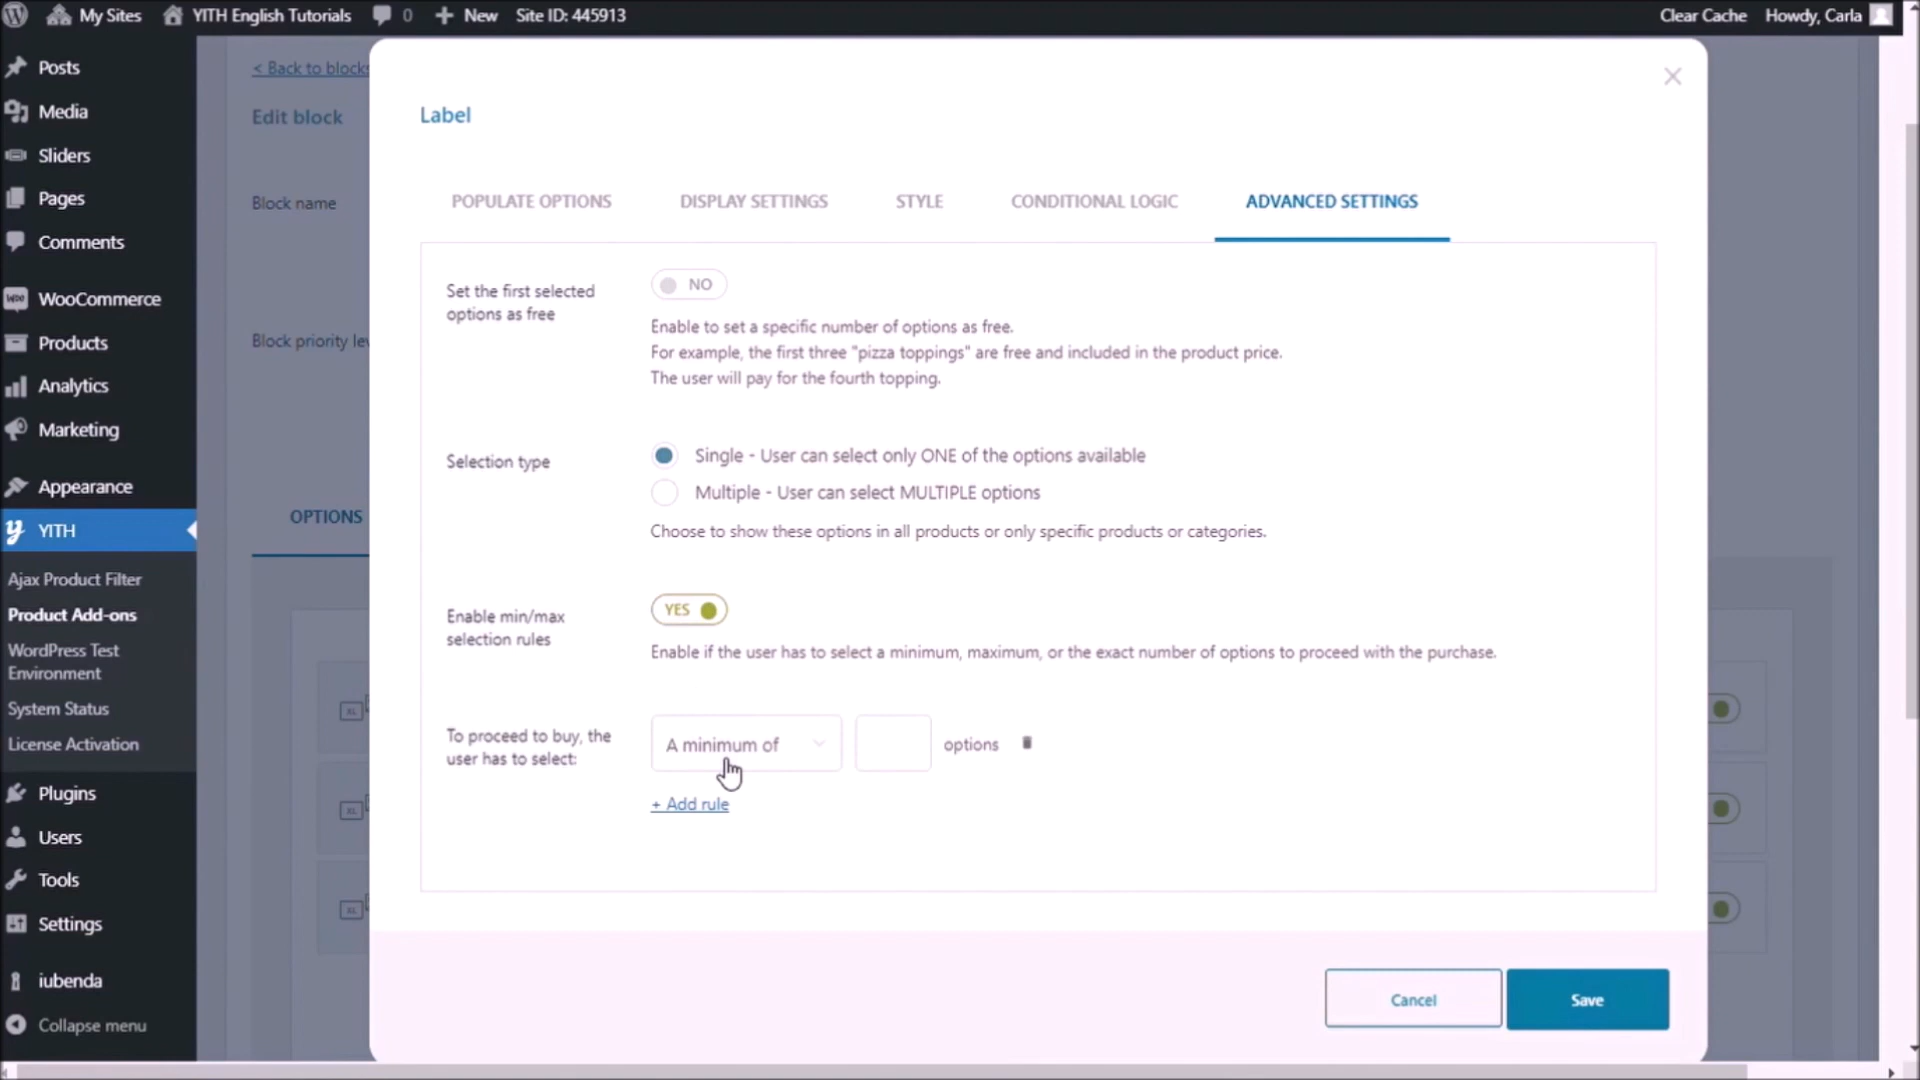 My Sites
YITH English Tutorials
0
New
Site ID: 445913
Clear Cache
Howdy, Carla
Posts
Media
Sliders
Pages
Comments
WooCommerce
Products
Analytics
Marketing
Appearance
YITH
Ajax Product Filter
Product Add-ons
WordPress Test
Environment
System Status
License Activation
Plugins
Users
Tools
Settings
iubenda
Collapse menu
< Back to blocks
Edit block
Block name
Block priority
OPTIONS
XL
XL
XL
Label
POPULATE OPTIONS
DISPLAY SETTINGS
STYLE
CONDITIONAL LOGIC
ADVANCED SETTINGS
Set the first selected
options as free
NO
Enable to set a specific number of options as free.
For example, the first three "pizza toppings" are free and included in the product price.
The user will pay for the fourth topping.
Selection type
Single - User can select only ONE of the options available
Multiple - User can select MULTIPLE options
Choose to show these options in all products or only specific products or categories.
Enable min/max
selection rules
YES
Enable if the user has to select a minimum, maximum, or the exact number of options to proceed with the purchase.
To proceed to buy, the
user has to select:
A minimum of
options
+ Add rule
Cancel
Save